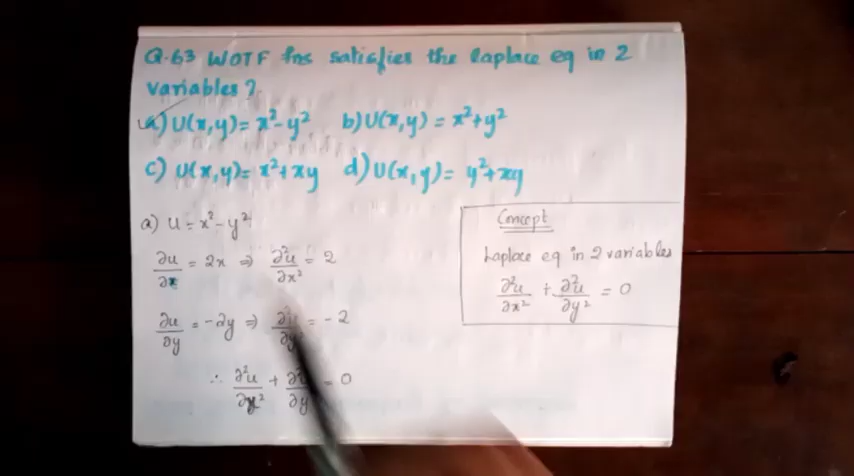 Q.63 WOTF fns satisfies the laplace eq in 2
variables?
a) U(x,y)= x²-y² b) U(x,y) = x²+y²
c) U(x,y)= x²+xy d) U(x,y)= y²+xy
a) U = x²-y²
∂u/∂x = 2x ⇒ ∂²u/∂x² = 2
∂u/∂y = -2y ⇒ = -2
∴ ∂²u/∂x² + = 0
Concept
Laplace eq in 2 variables
∂²u/∂x² + ∂²u/∂y² = 0